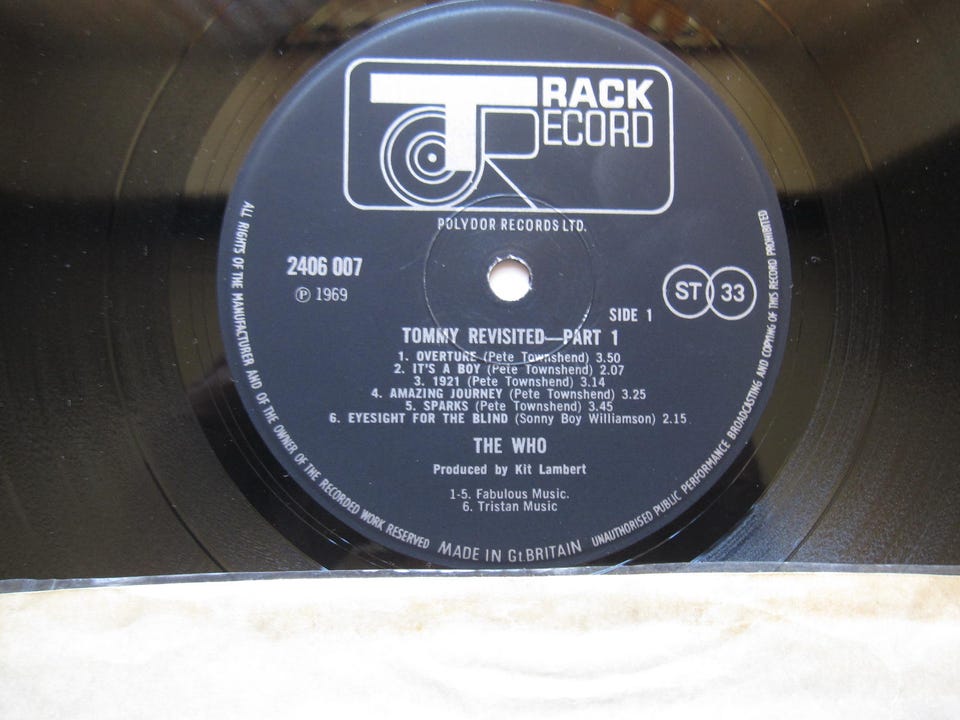 TRACK
RECORD
POLYDOR RECORDS LTD.
2406 007
℗ 1969
ST 33
SIDE 1
TOMMY REVISITED—PART 1
1. OVERTURE (Pete Townshend) 3.50
2. IT'S A BOY (Pete Townshend) 2.07
3. 1921 (Pete Townshend) 3.14
4. AMAZING JOURNEY (Pete Townshend) 3.25
5. SPARKS (Pete Townshend) 3.45
6. EYESIGHT FOR THE BLIND (Sonny Boy Williamson) 2.15
THE WHO
Produced by Kit Lambert
1-5. Fabulous Music.
6. Tristan Music
ALL RIGHTS OF THE MANUFACTURER AND OF THE OWNER OF THE RECORDED WORK RESERVED
MADE IN Gt. BRITAIN
UNAUTHORISED PUBLIC PERFORMANCE BROADCASTING AND COPYING OF THIS RECORD PROHIBITED